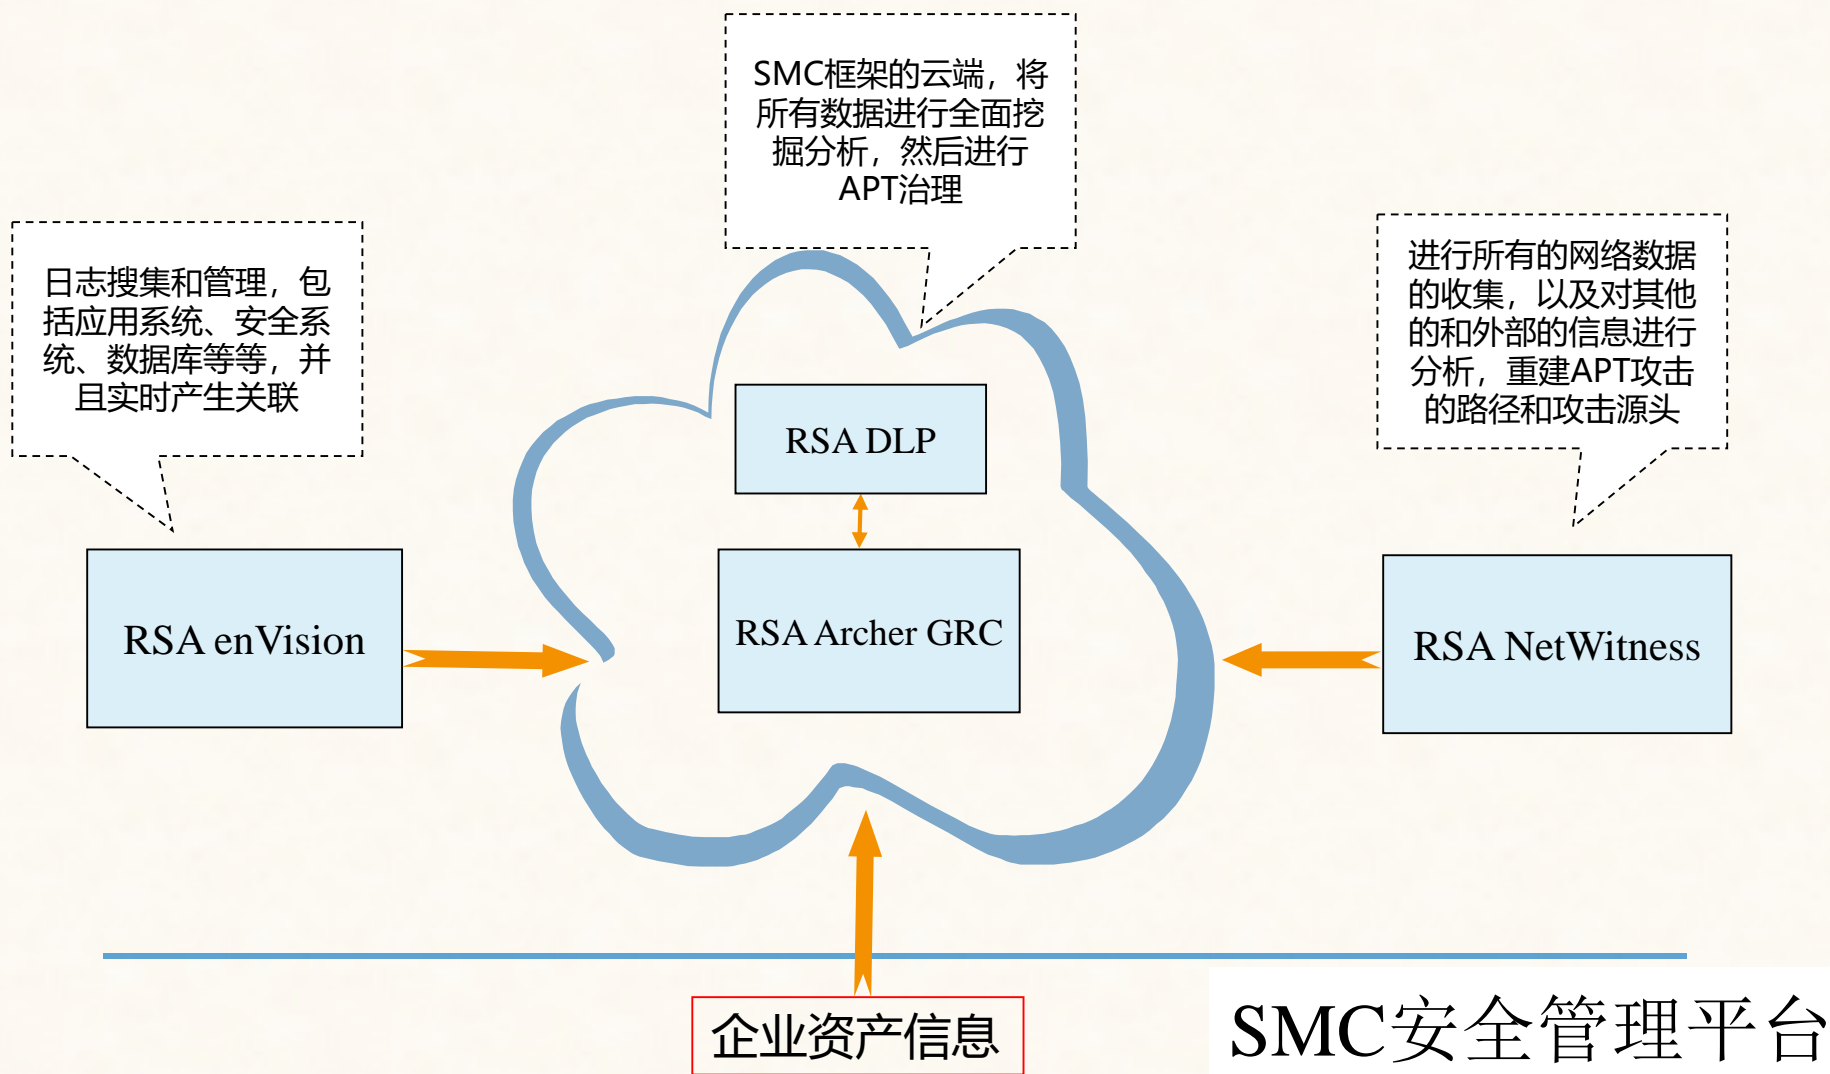 SMC框架的云端，将
所有数据进行全面挖
掘分析，然后进行
APT治理
日志搜集和管理，包
括应用系统、安全系
统、数据库等等，并
且实时产生关联
进行所有的网络数据
的收集，以及对其他
的和外部的信息进行
分析，重建APT攻击
的路径和攻击源头
RSA DLP
RSA enVision
RSA Archer GRC
RSA NetWitness
企业资产信息
SMC安全管理平台